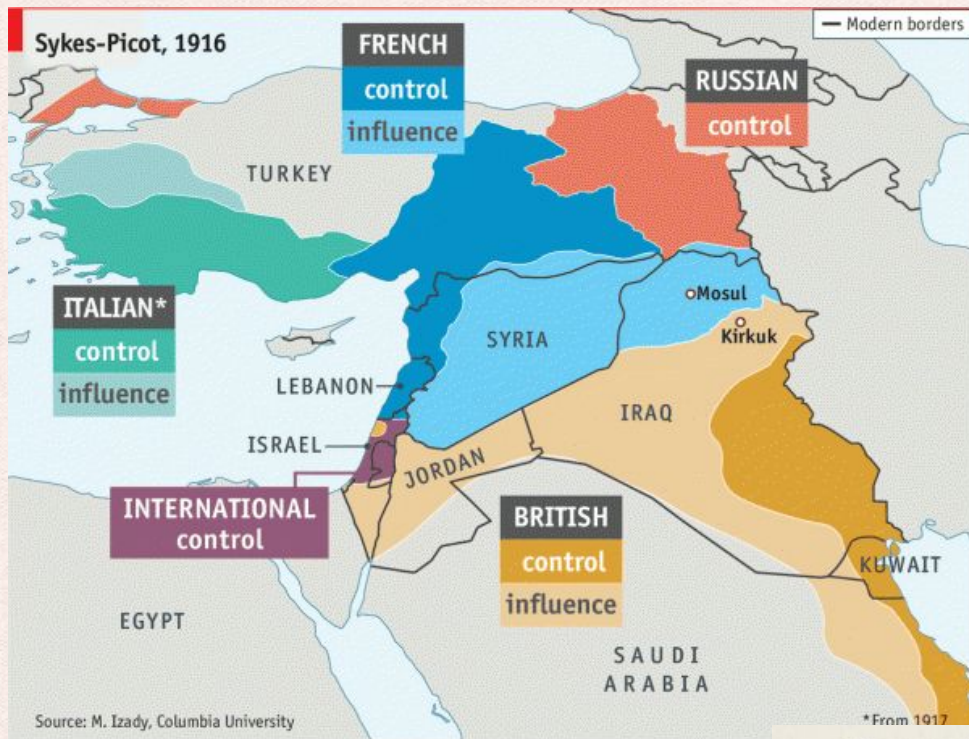 Sykes-Picot, 1916
Modern borders
FRENCH
control
influence
RUSSIAN
control
TURKEY
ITALIAN*
control
influence
Mosul
Kirkuk
SYRIA
LEBANON
IRAQ
ISRAEL
JORDAN
INTERNATIONAL
control
BRITISH
control
influence
KUWAIT
EGYPT
SAUDI
ARABIA
Source: M. Izady, Columbia University
*From 1917